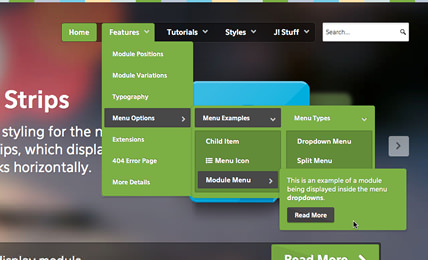 Home
Features
Tutorials
Styles
J! Stuff
Search...
Module Positions
Module Variations
Typography
Menu Options
Extensions
404 Error Page
More Details
Menu Examples
Child Item
Menu Icon
Module Menu
Menu Types
Dropdown Menu
Split Menu
This is an example of a module
being displayed inside the menu
dropdowns.
Read More
Strips
styling for the
ips, which displa
ks horizontally.
display module
Read More